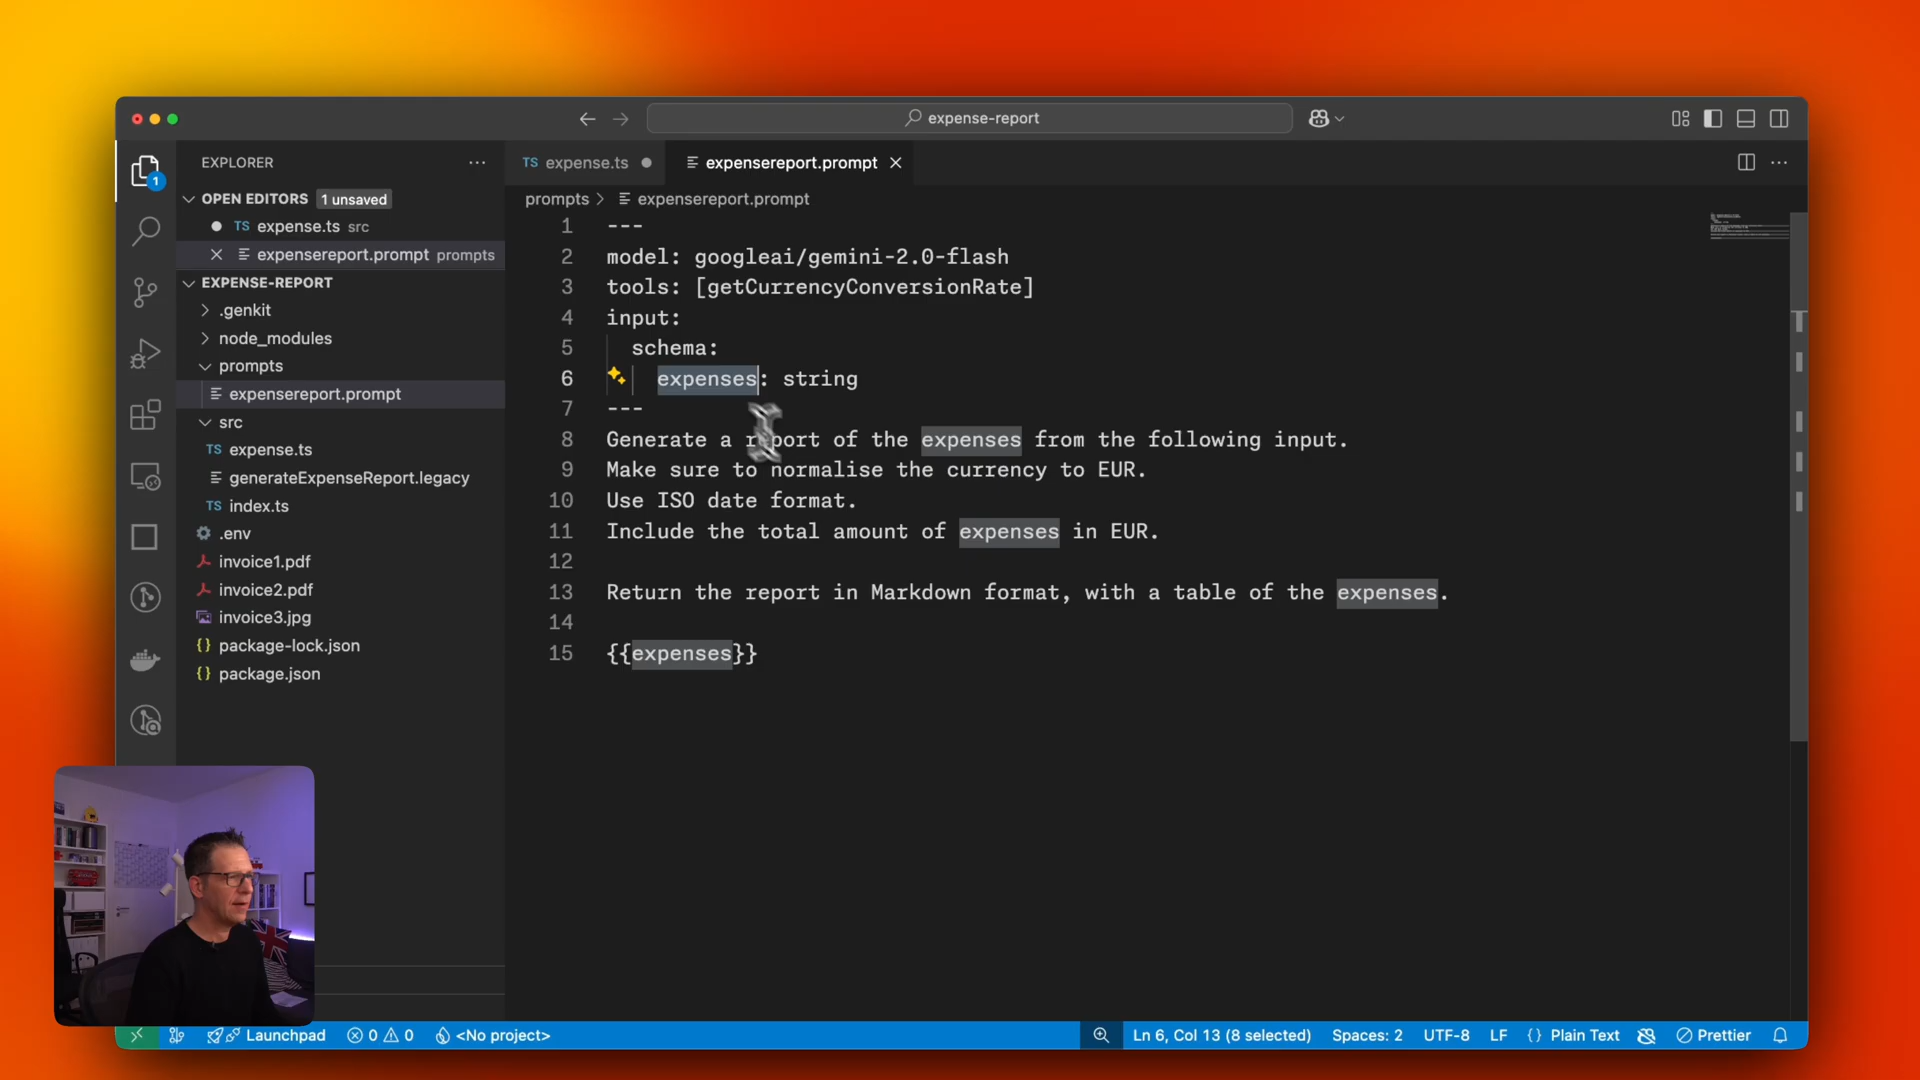 expense-report
EXPLORER
OPEN EDITORS 1 unsaved
TS expense.ts src
expensereport.prompt prompts
EXPENSE-REPORT
.genkit
node_modules
prompts
expensereport.prompt
src
TS expense.ts
generateExpenseReport.legacy
TS index.ts
.env
invoice1.pdf
invoice2.pdf
invoice3.jpg
{} package-lock.json
{} package.json
1
TS expense.ts
expensereport.prompt
prompts > expensereport.prompt
1 ---
2 model: googleai/gemini-2.0-flash
3 tools: [getCurrencyConversionRate]
4 input:
5 schema:
6 expenses: string
7 ---
8 Generate a report of the expenses from the following input.
9 Make sure to normalise the currency to EUR.
10 Use ISO date format.
11 Include the total amount of expenses in EUR.
12
13 Return the report in Markdown format, with a table of the expenses.
14
15 {{expenses}}
Launchpad 0 0 <No project> Ln 6, Col 13 (8 selected) Spaces: 2 UTF-8 LF {} Plain Text Prettier